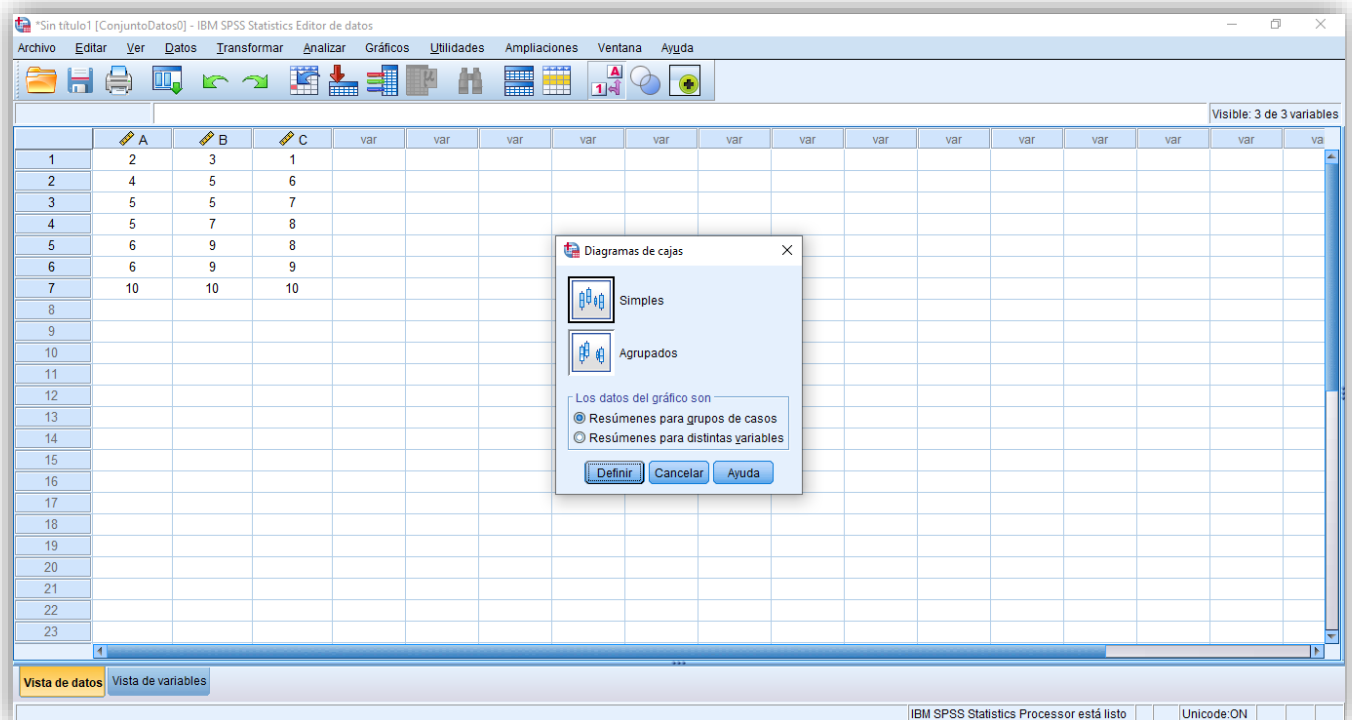 *Sin título1 [ConjuntoDatos0] - IBM SPSS Statistics Editor de datos
Archivo Editar Ver Datos Transformar Analizar Gráficos Utilidades Ampliaciones Ventana Ayuda
Visible: 3 de 3 variables
A B C var var var var var var var var var var var var var va
1 2 3 1
2 4 5 6
3 5 5 7
4 5 7 8
5 6 9 8
6 6 9 9
7 10 10 10
8
9
10
11
12
13
14
15
16
17
18
19
20
21
22
23
Diagramas de cajas
Simples
Agrupados
Los datos del gráfico son
Resúmenes para grupos de casos
Resúmenes para distintas variables
Definir Cancelar Ayuda
Vista de datos Vista de variables
IBM SPSS Statistics Processor está listo Unicode:ON